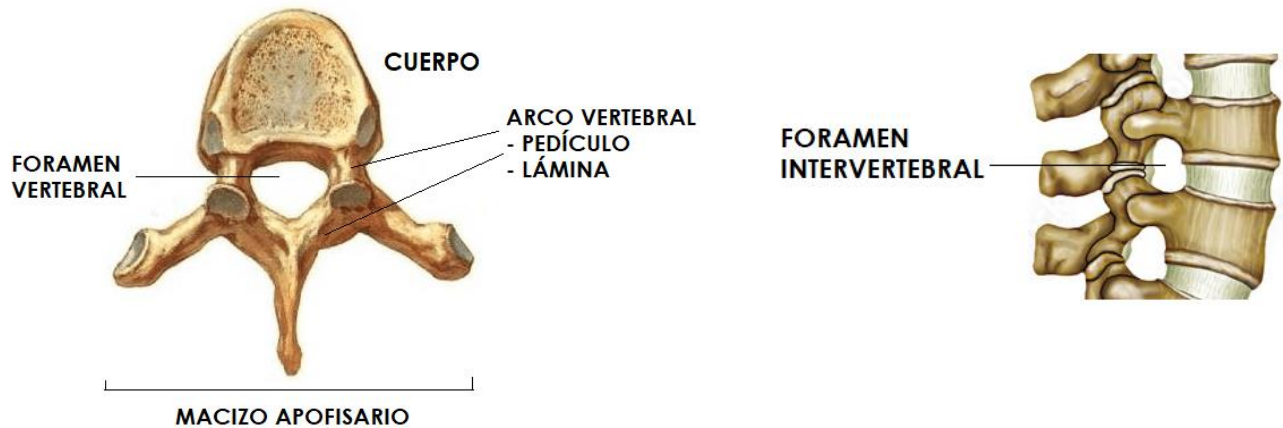 CUERPO
ARCO VERTEBRAL
- PEDÍCULO
- LÁMINA
FORAMEN
VERTEBRAL
MACIZO APOFISARIO
FORAMEN
INTERVERTEBRAL